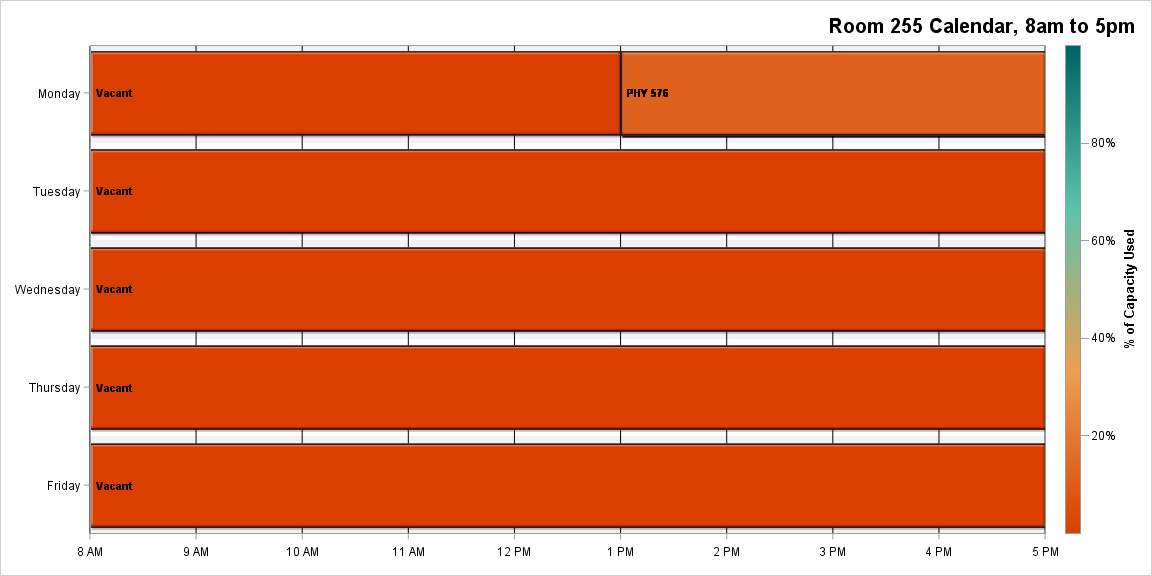 Room 255 Calendar, 8am to 5pm
Monday
Vacant
PHY 576
Tuesday
Vacant
Wednesday
Vacant
Thursday
Vacant
Friday
Vacant
8 AM 9 AM 10 AM 11 AM 12 PM 1 PM 2 PM 3 PM 4 PM 5 PM
80%
60%
40%
20%
% of Capacity Used